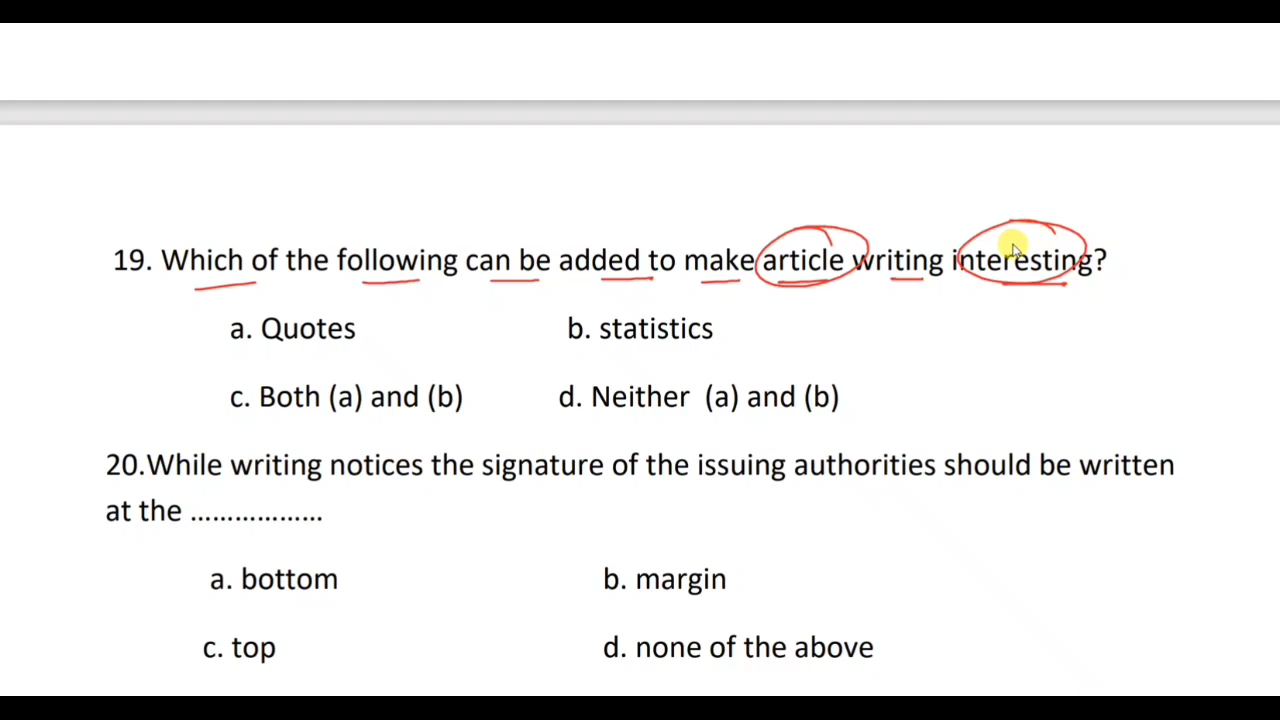 19. Which of the following can be added to make article writing interesting?
a. Quotes b. statistics
c. Both (a) and (b) d. Neither (a) and (b)
20.While writing notices the signature of the issuing authorities should be written
at the ..................
a. bottom b. margin
c. top d. none of the above